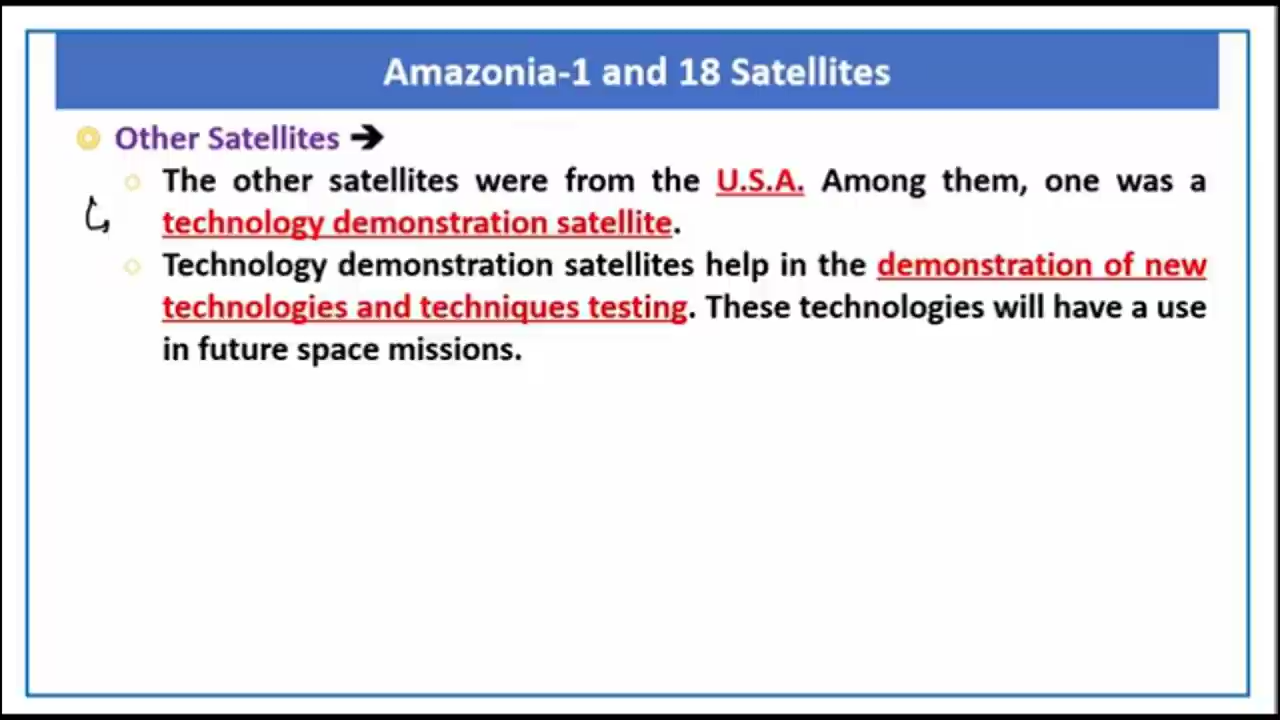 Amazonia-1 and 18 Satellites
Other Satellites ➔
The other satellites were from the U.S.A. Among them, one was a
technology demonstration satellite.
Technology demonstration satellites help in the demonstration of new
technologies and techniques testing. These technologies will have a use
in future space missions.